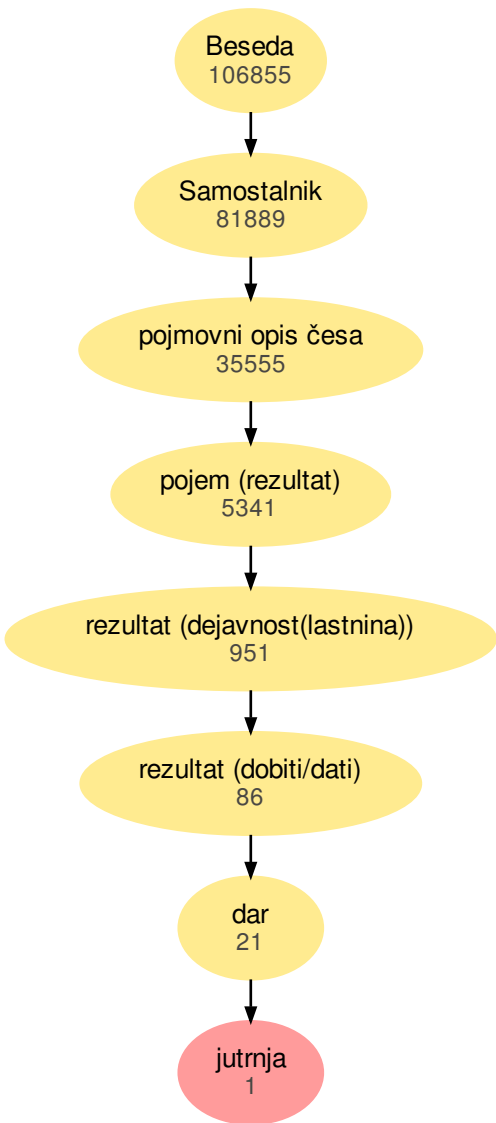 Beseda
106855
Samostalnik
81889
pojmovni opis česa
35555
pojem (rezultat)
5341
rezultat (dejavnost(lastnina))
951
rezultat (dobiti/dati)
86
dar
21
jutrnja
1